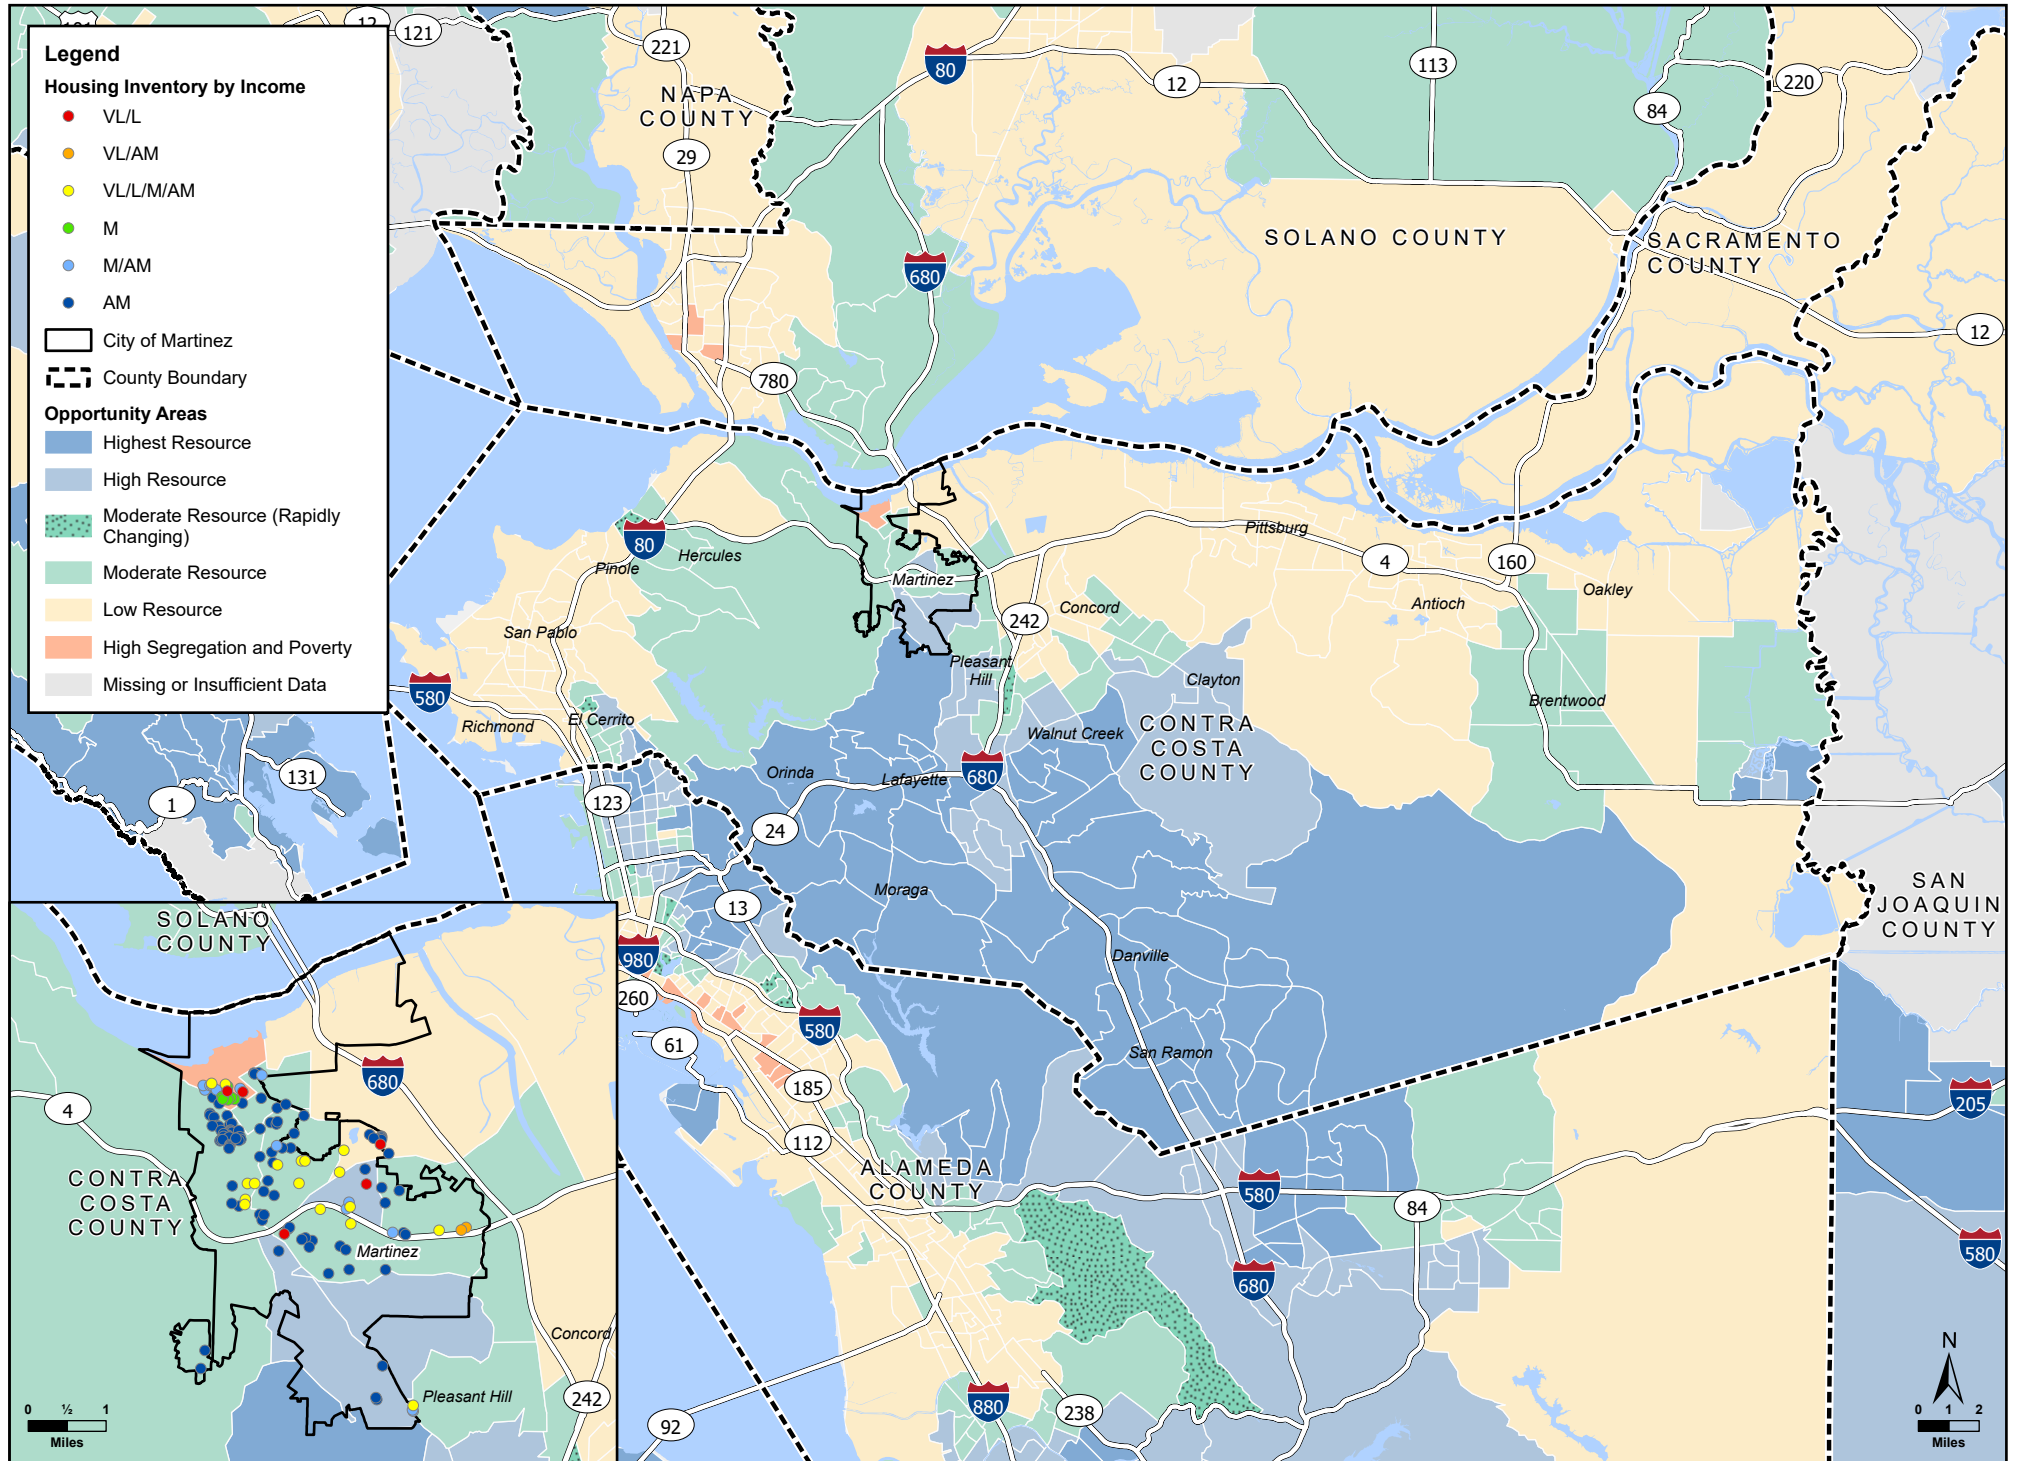 Legend
Housing Inventory by Income
VL/L
VL/AM
VL/L/M/AM
M
M/AM
AM
City of Martinez
County Boundary
Opportunity Areas
Highest Resource
High Resource
Moderate Resource (Rapidly
Changing)
Moderate Resource
Low Resource
High Segregation and Poverty
Missing or Insufficient Data
12
121
221
80
12
113
84
220
NAPA
COUNTY
29
SOLANO COUNTY
SACRAMENTO
COUNTY
680
12
780
80
Hercules
Pinole
Martinez
Pittsburg
4
160
Oakley
Antioch
Concord
242
San Pablo
Pleasant
Hill
Clayton
580
Richmond
El Cerrito
Brentwood
CONTRA
COSTA
COUNTY
Walnut Creek
Orinda
Lafayette
680
131
1
123
24
Moraga
13
SAN
JOAQUIN
COUNTY
980
Danville
260
580
61
San Ramon
185
205
112
ALAMEDA
COUNTY
580
84
580
680
880
238
92
N
0 1 2
Miles
SOLANO
COUNTY
680
4
CONTRA
COSTA
COUNTY
Martinez
Concord
Pleasant Hill
242
0 ½ 1
Miles